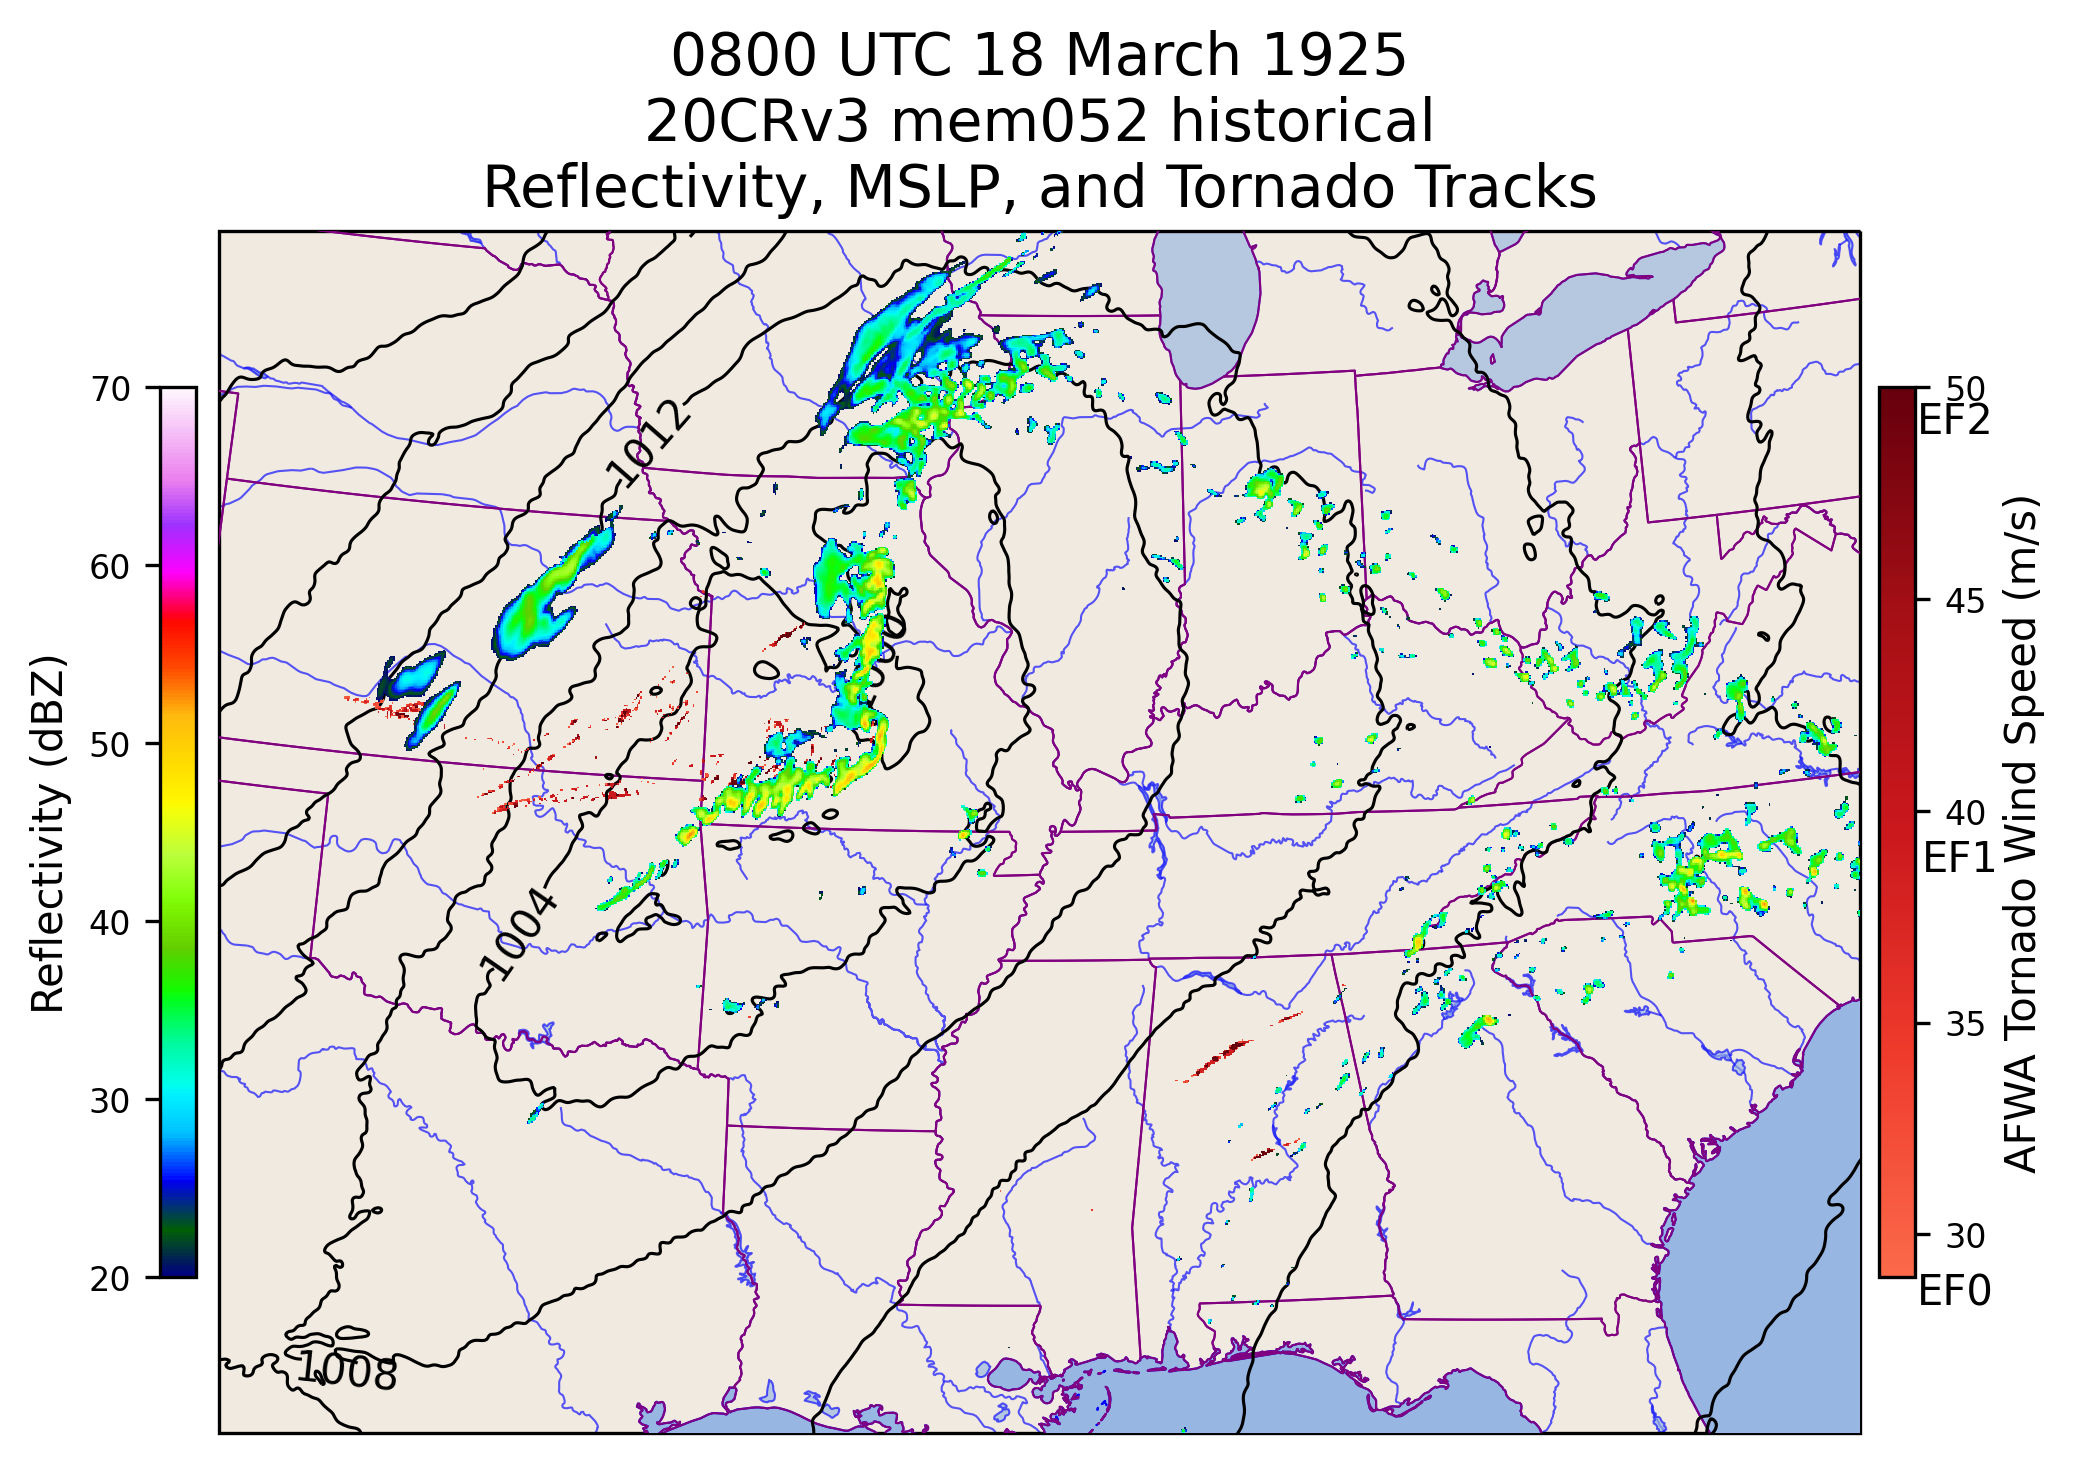 0800 UTC 18 March 1925
20CRv3 mem052 historical
Reflectivity, MSLP, and Tornado Tracks
Reflectivity (dBZ)
70
60
50
40
30
20
1012
1004
1008
50
EF2
45
40
EF1
35
30
EF0
AFWA Tornado Wind Speed (m/s)